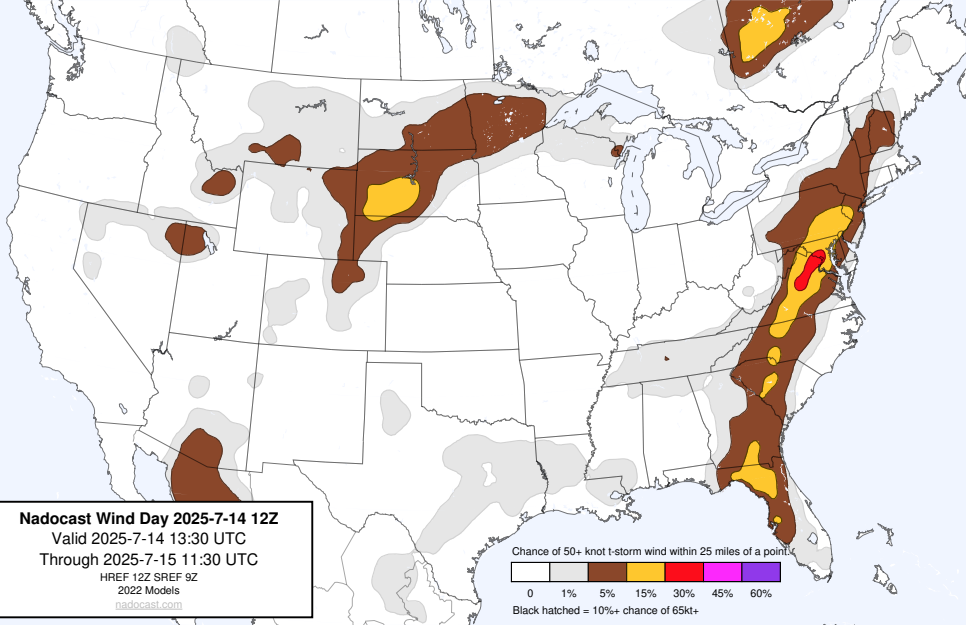 Nadocast Wind Day 2025-7-14 12Z
Valid 2025-7-14 13:30 UTC
Through 2025-7-15 11:30 UTC
HREF 12Z SREF 9Z
2022 Models
nadocast.com
Chance of 50+ knot t-storm wind within 25 miles of a point.
0 1% 5% 15% 30% 45% 60%
Black hatched = 10%+ chance of 65kt+